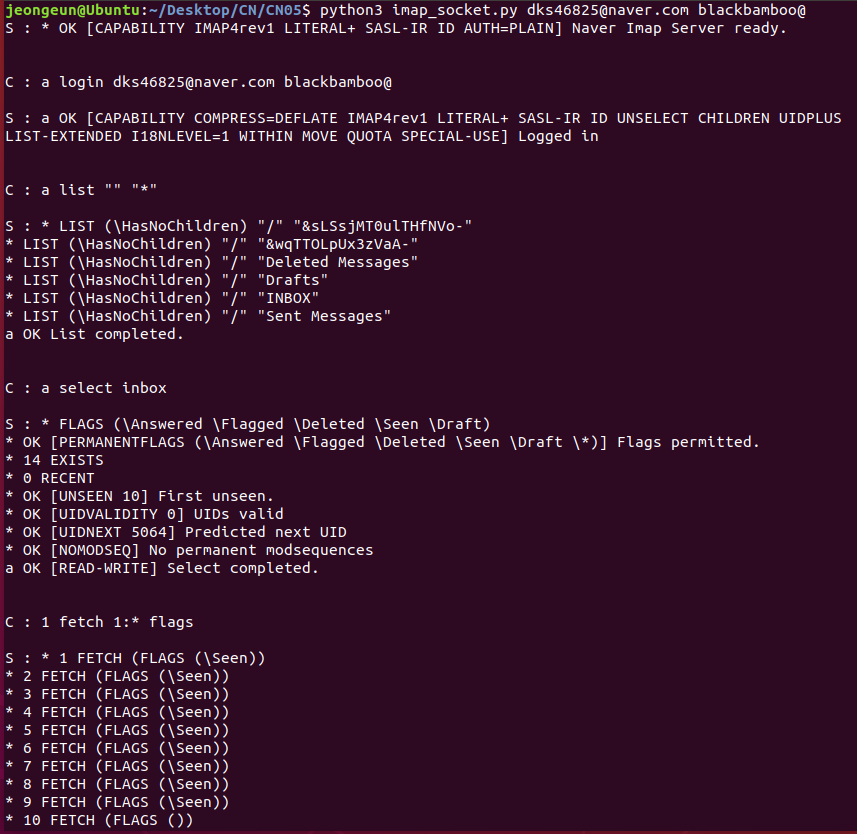 jeongeun@Ubuntu:~/Desktop/CN/CN05$ python3 imap_socket.py dks46825@naver.com blackbamboo@
S : * OK [CAPABILITY IMAP4rev1 LITERAL+ SASL-IR ID AUTH=PLAIN] Naver Imap Server ready.
C : a login dks46825@naver.com blackbamboo@
S : a OK [CAPABILITY COMPRESS=DEFLATE IMAP4rev1 LITERAL+ SASL-IR ID UNSELECT CHILDREN UIDPLUS
LIST-EXTENDED I18NLEVEL=1 WITHIN MOVE QUOTA SPECIAL-USE] Logged in
C : a list "" "*"
S : * LIST (\HasNoChildren) "/" "&sLSsjMT0ulTHfNVo-"
* LIST (\HasNoChildren) "/" "&wqTTOLpUx3zVaA-"
* LIST (\HasNoChildren) "/" "Deleted Messages"
* LIST (\HasNoChildren) "/" "Drafts"
* LIST (\HasNoChildren) "/" "INBOX"
* LIST (\HasNoChildren) "/" "Sent Messages"
a OK List completed.
C : a select inbox
S : * FLAGS (\Answered \Flagged \Deleted \Seen \Draft)
* OK [PERMANENTFLAGS (\Answered \Flagged \Deleted \Seen \Draft \*)] Flags permitted.
* 14 EXISTS
* 0 RECENT
* OK [UNSEEN 10] First unseen.
* OK [UIDVALIDITY 0] UIDs valid
* OK [UIDNEXT 5064] Predicted next UID
* OK [NOMODSEQ] No permanent modsequences
a OK [READ-WRITE] Select completed.
C : 1 fetch 1:* flags
S : * 1 FETCH (FLAGS (\Seen))
* 2 FETCH (FLAGS (\Seen))
* 3 FETCH (FLAGS (\Seen))
* 4 FETCH (FLAGS (\Seen))
* 5 FETCH (FLAGS (\Seen))
* 6 FETCH (FLAGS (\Seen))
* 7 FETCH (FLAGS (\Seen))
* 8 FETCH (FLAGS (\Seen))
* 9 FETCH (FLAGS (\Seen))
* 10 FETCH (FLAGS ())